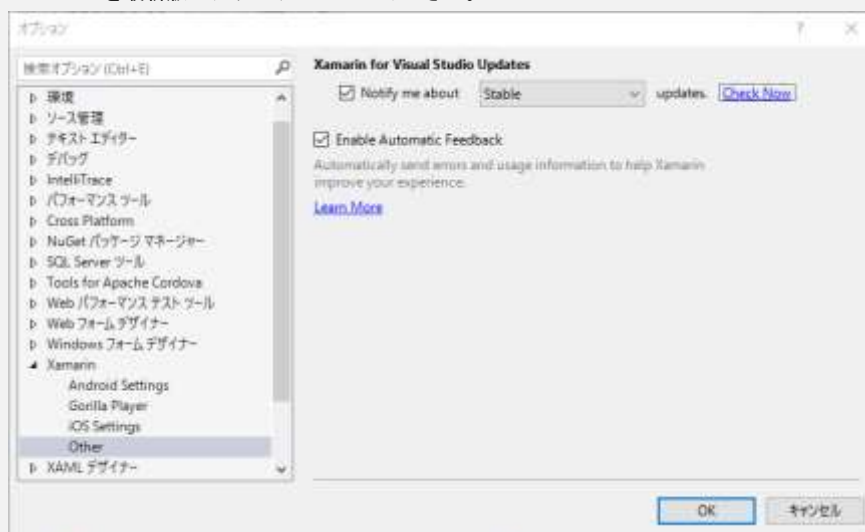 オプション
検索オプション (Ctrl+E)
環境
ソース管理
テキスト エディター
デバッグ
IntelliTrace
パフォーマンス ツール
Cross Platform
NuGet パッケージ マネージャー
SQL Server ツール
Tools for Apache Cordova
Web パフォーマンス テスト ツール
Web フォーム デザイナー
Windows フォーム デザイナー
Xamarin
Android Settings
Gorilla Player
iOS Settings
Other
XAML デザイナー
Xamarin for Visual Studio Updates
Notify me about Stable updates. Check Now
Enable Automatic Feedback
Automatically send errors and usage information to help Xamarin
improve your experience.
Learn More
OK キャンセル